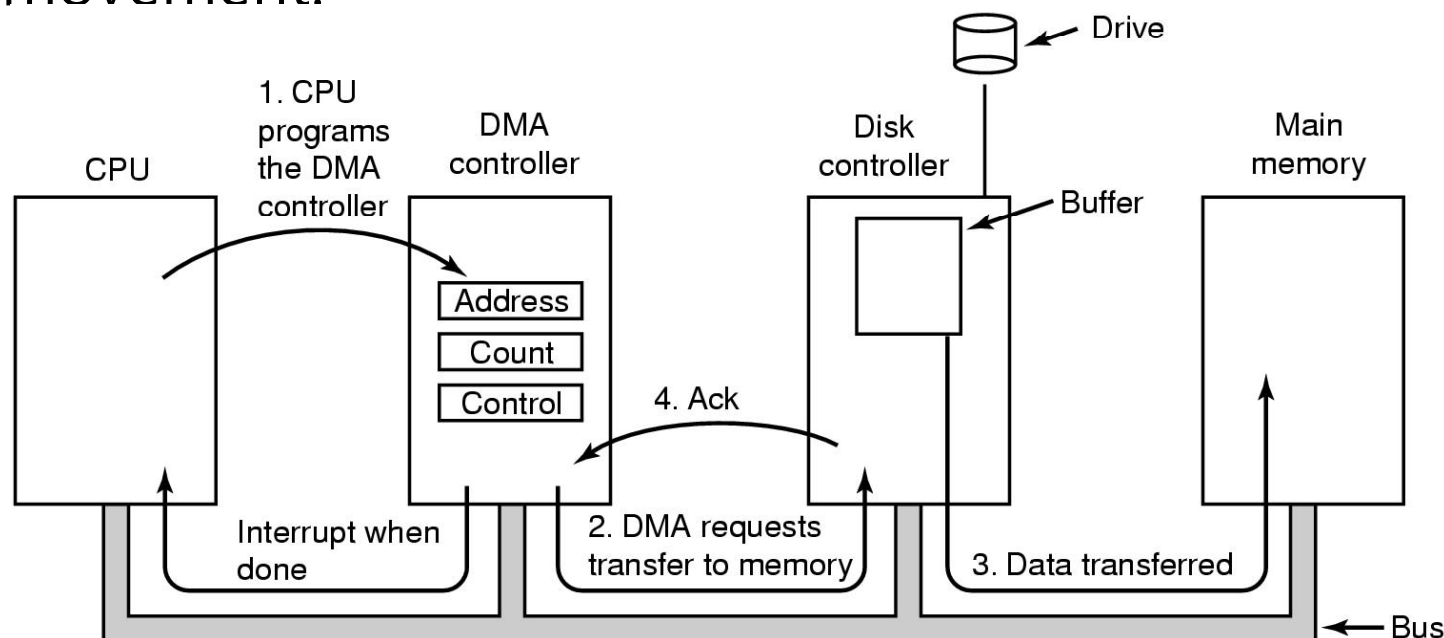 movement.
Drive
1. CPU
programs
the DMA
controller
DMA
controller
Disk
controller
Main
memory
CPU
Buffer
Address
Count
Control
4. Ack
Interrupt when
done
2. DMA requests
transfer to memory
3. Data transferred
Bus